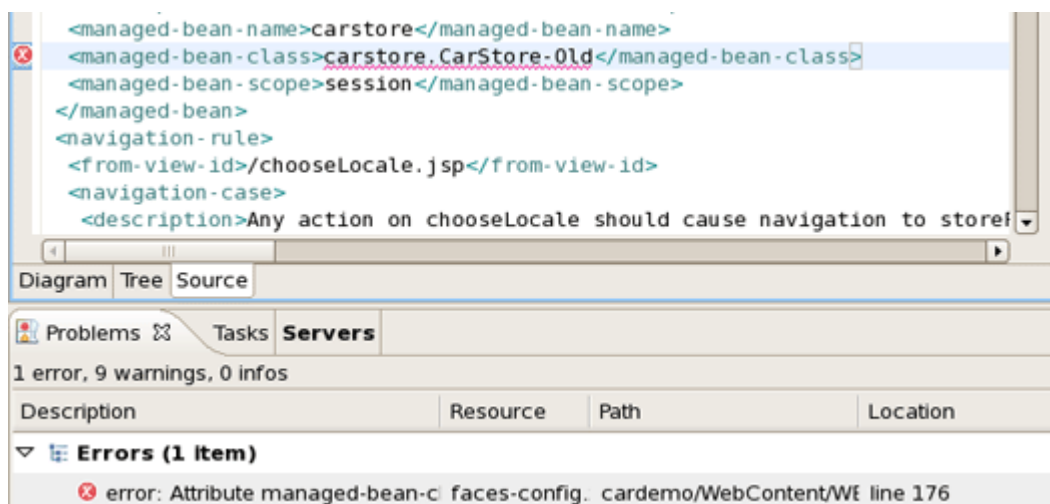 <managed-bean-name>carstore</managed-bean-name>
<managed-bean-class>carstore.CarStore-Old</managed-bean-class>
<managed-bean-scope>session</managed-bean-scope>
</managed-bean>
<navigation-rule>
<from-view-id>/chooseLocale.jsp</from-view-id>
<navigation-case>
<description>Any action on chooseLocale should cause navigation to storeF
Diagram Tree Source
Problems Tasks Servers
1 error, 9 warnings, 0 infos
Description Resource Path Location
Errors (1 item)
error: Attribute managed-bean-c faces-config. cardemo/WebContent/WE line 176